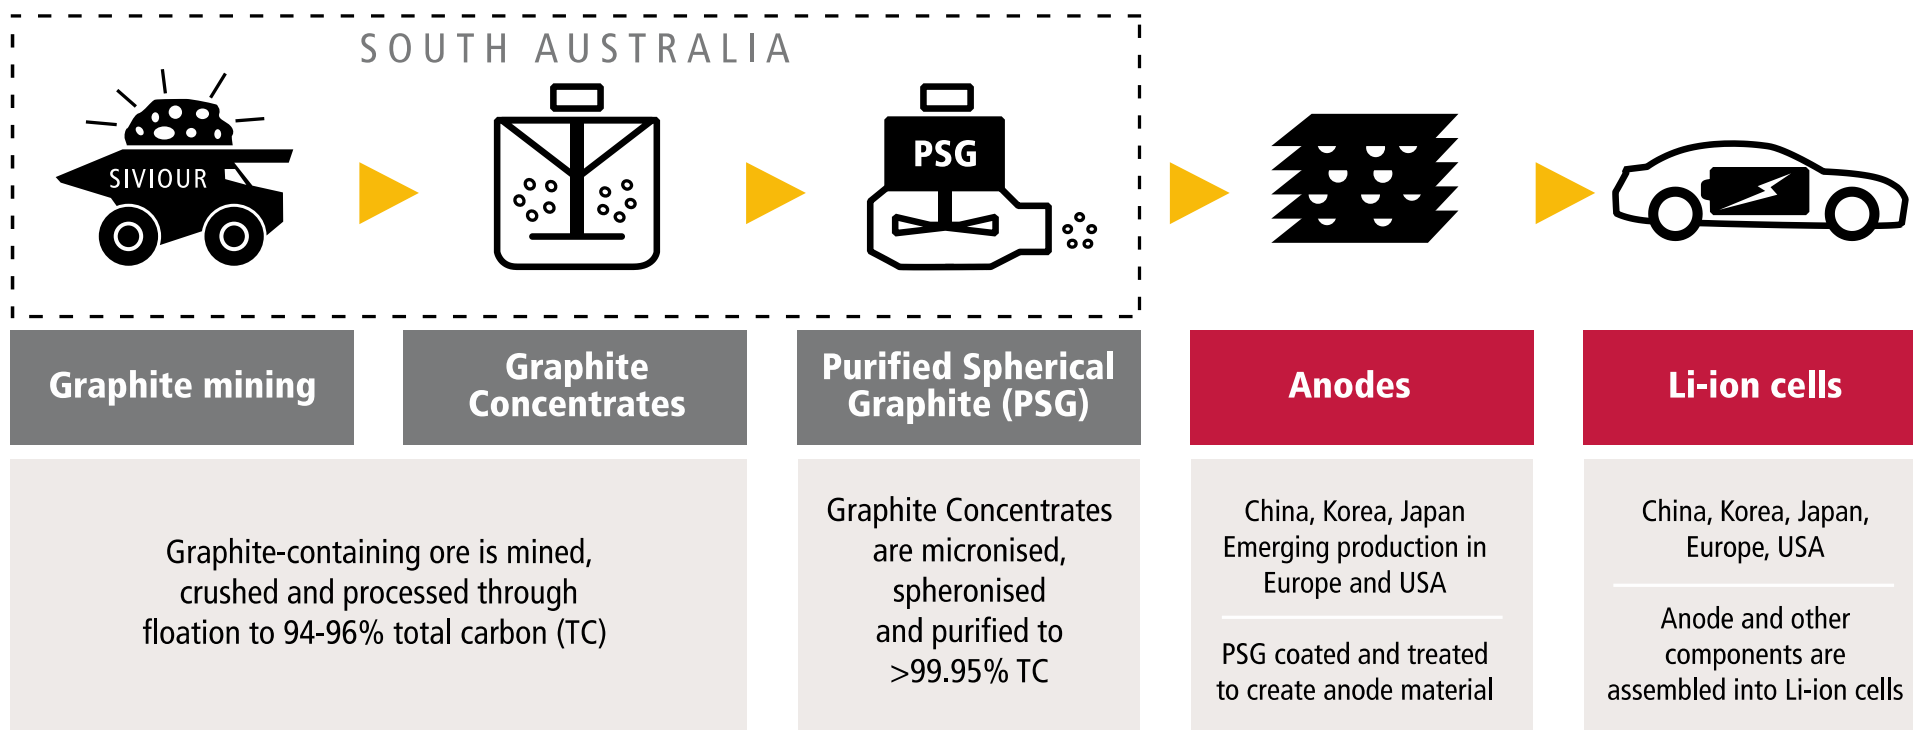 SOUTH AUSTRALIA
SIVIOUR
PSG
Graphite mining
Graphite
Concentrates
Purified Spherical
Graphite (PSG)
Anodes
Li-ion cells
Graphite-containing ore is mined,
crushed and processed through
floation to 94-96% total carbon (TC)
Graphite Concentrates
are micronised,
spheronised
and purified to
>99.95% TC
China, Korea, Japan
Emerging production in
Europe and USA
PSG coated and treated
to create anode material
China, Korea, Japan,
Europe, USA
Anode and other
components are
assembled into Li-ion cells